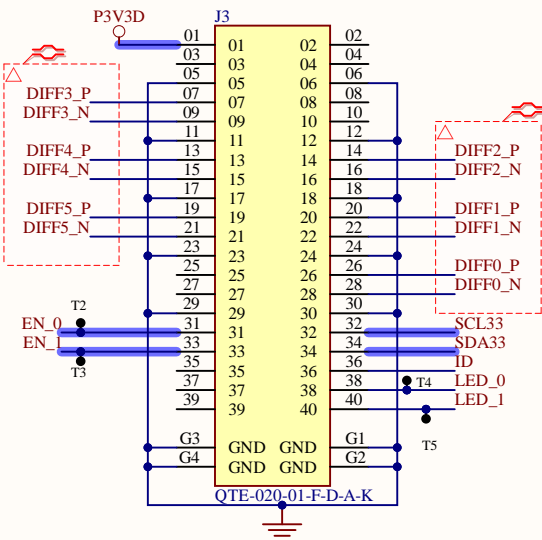 P3V3D J3
01 01 02 02
03 03 04 04
05 05 06 06
DIFF3_P 07 07 08 08
DIFF3_N 09 09 10 10
11 11 12 12
DIFF4_P 13 13 14 14 DIFF2_P
DIFF4_N 15 15 16 16 DIFF2_N
17 17 18 18
DIFF5_P 19 19 20 20 DIFF1_P
DIFF5_N 21 21 22 22 DIFF1_N
23 23 24 24
25 25 26 26 DIFF0_P
27 27 28 28 DIFF0_N
T2 29 29 30 30
EN_0 31 31 32 32 SCL33
EN_1 33 33 34 34 SDA33
T3 35 35 36 36 ID
37 37 38 38 T4 LED_0
39 39 40 40 LED_1
T5
G3 GND GND G1
G4 GND GND G2
QTE-020-01-F-D-A-K